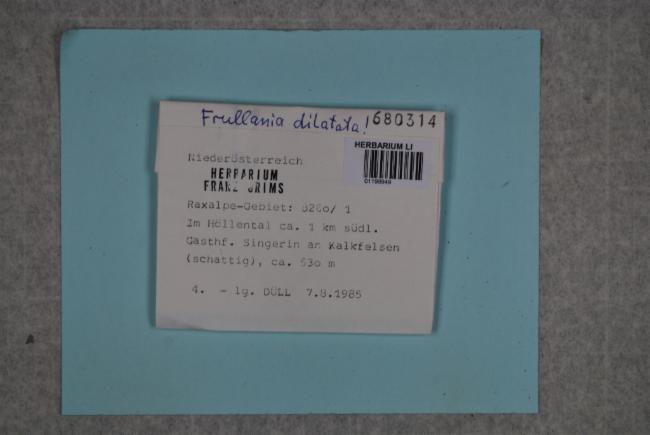 Frullania dilatata! 680314
HERBARIUM LI
01198949
Niederösterreich
HERBARIUM
FRANZ GRIMS
Raxalpe-Gebiet: 8260/ 1
Im Höllental ca. 1 km südl.
Gasthf. Singerin an Kalkfelsen
(schattig), ca. 530 m
4. - lg. DÜLL 7.8.1985